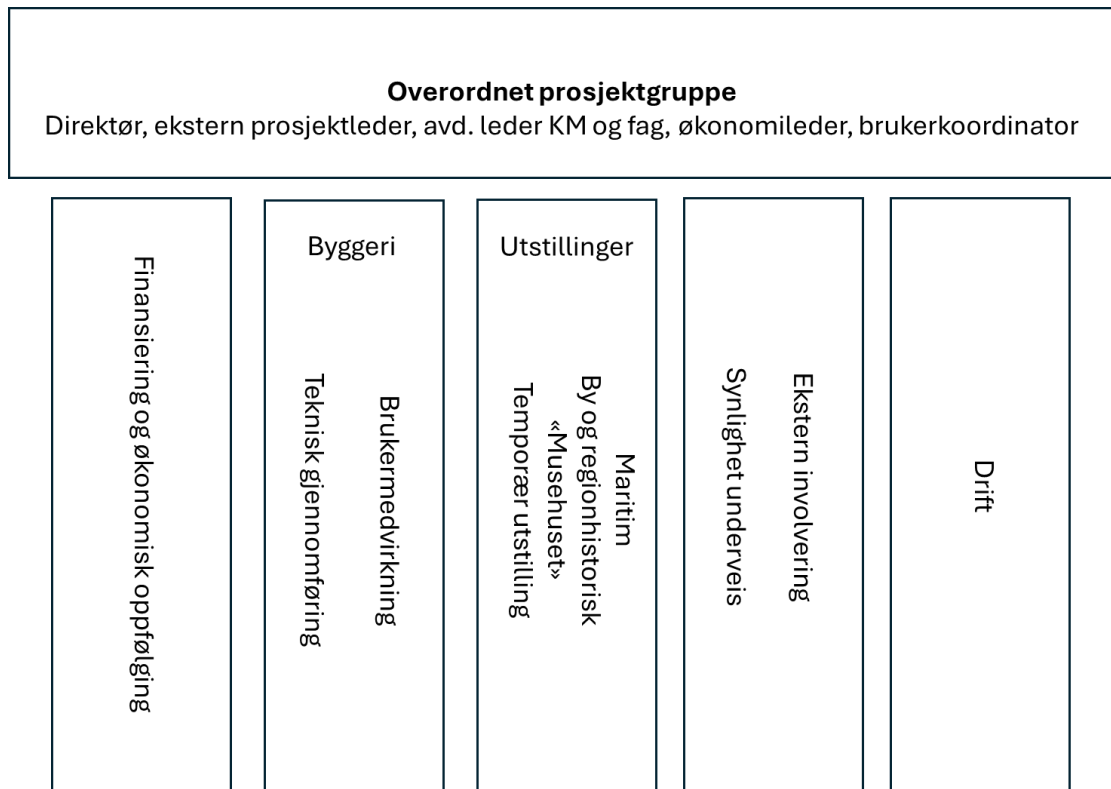 Overordnet prosjektgruppe
Direktør, ekstern prosjektleder, avd. leder KM og fag, økonomileder, brukerkoordinator
Finansiering og økonomisk oppfølging
Byggeri
Brukermedvirkning
Teknisk gjennomføring
Utstillinger
Maritim
By og regionhistorisk
«Musehuset»
Temporær utstilling
Ekstern involvering
Synlighet underveis
Drift